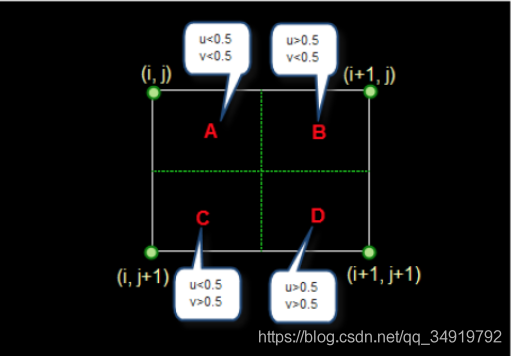 u<0.5
v<0.5
u>0.5
v<0.5
(i, j)
(i+1, j)
A
B
C
D
(i, j+1)
(i+1, j+1)
u<0.5
v>0.5
u>0.5
v>0.5
https://blog.csdn.net/qq_34919792